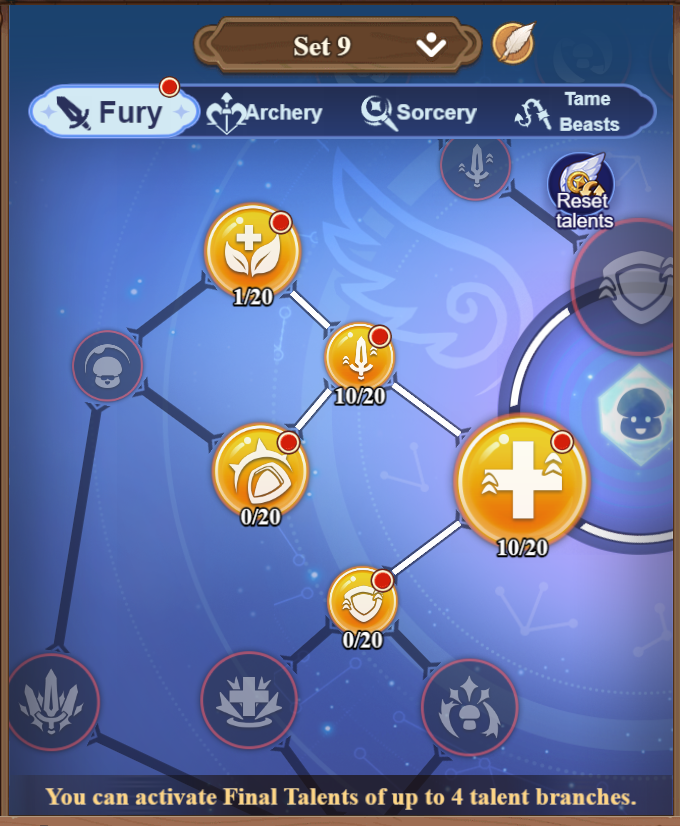 Set 9
Fury
Archery
Sorcery
Tame
Beasts
Reset
talents
1/20
10/20
0/20
10/20
0/20
You can activate Final Talents of up to 4 talent branches.